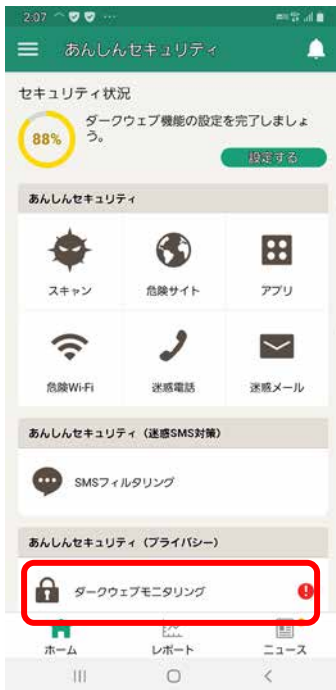 2:07
あんしんセキュリティ
セキュリティ状況
88%
ダークウェブ機能の設定を完了しましょ
う。
設定する
あんしんセキュリティ
スキャン
危険サイト
アプリ
危険Wi-Fi
迷惑電話
迷惑メール
あんしんセキュリティ（迷惑SMS対策）
SMSフィルタリング
あんしんセキュリティ（プライバシー）
ダークウェブモニタリング
ホーム
レポート
ニュース